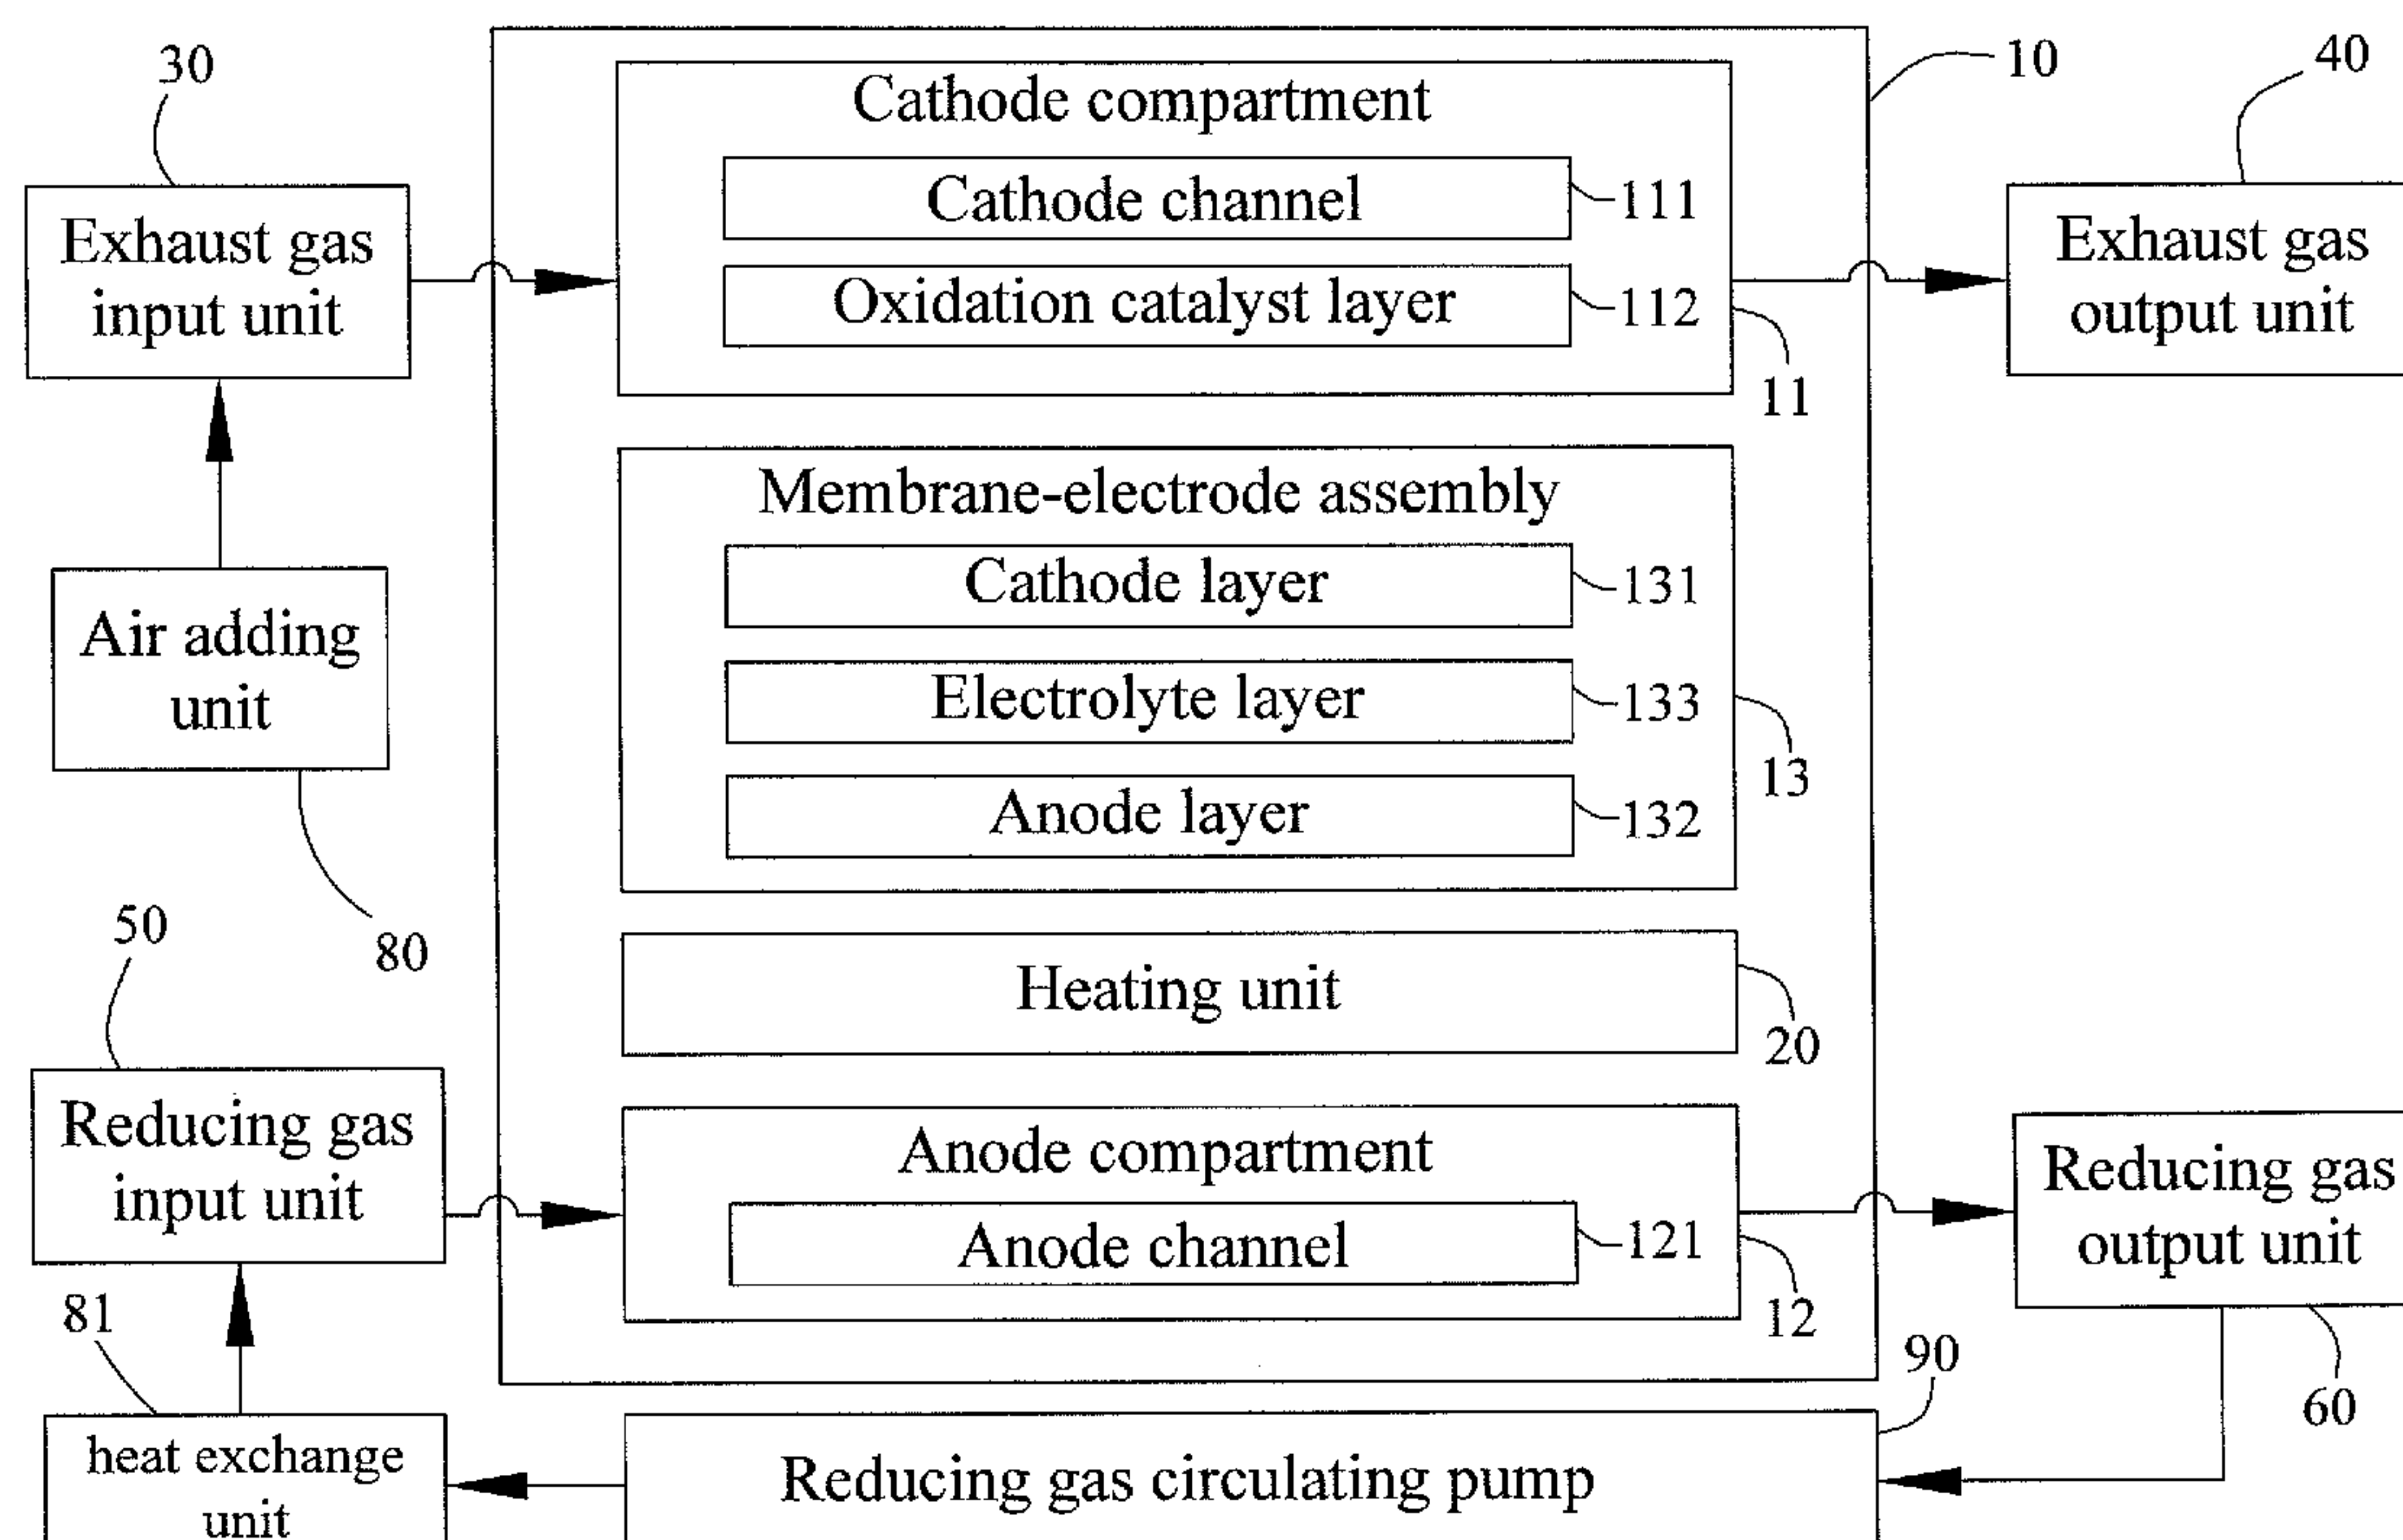 30
10
40
Cathode compartment
Cathode channel
111
Exhaust gas
input unit
Oxidation catalyst layer
112
Exhaust gas
output unit
11
Membrane-electrode assembly
Cathode layer
131
Air adding
unit
Electrolyte layer
133
13
Anode layer
132
80
50
Heating unit
20
Reducing gas
input unit
Anode compartment
Anode channel
121
12
Reducing gas
output unit
81
90
60
heat exchange
unit
Reducing gas circulating pump